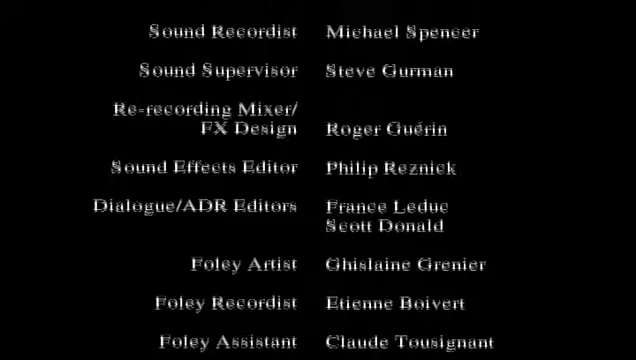 Sound Recordist Michael Spencer
Sound Supervisor Steve Gurman
Re-recording Mixer/
FX Design Roger Guérin
Sound Effects Editor Philip Reznick
Dialogue/ADR Editors France Leduc
Scott Donald
Foley Artist Ghislaine Grenier
Foley Recordist Etienne Boivert
Foley Assistant Claude Tousignant